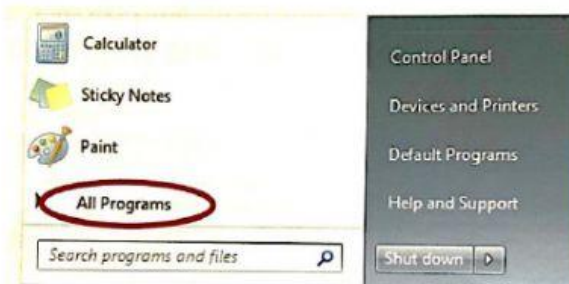 Calculator
Sticky Notes
Paint
All Programs
Search programs and files
Control Panel
Devices and Printers
Default Programs
Help and Support
Shut down